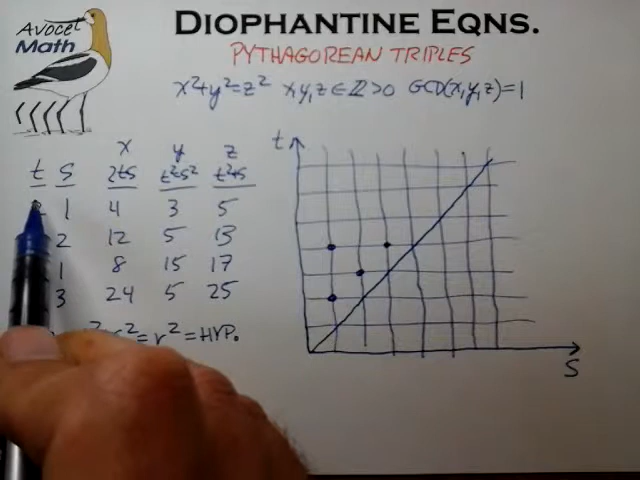 Avocet
Math
DIOPHANTINE EQNS.
PYTHAGOREAN TRIPLES
x²+y²=z² x,y,z∈ℤ>0 GCD(x,y,z)=1
t
x y z
t s 2ts t²-s² t²+s²
1 4 3 5
2 12 5 13
1 8 15 17
3 24 5 25
s²=r²=HYP.
S